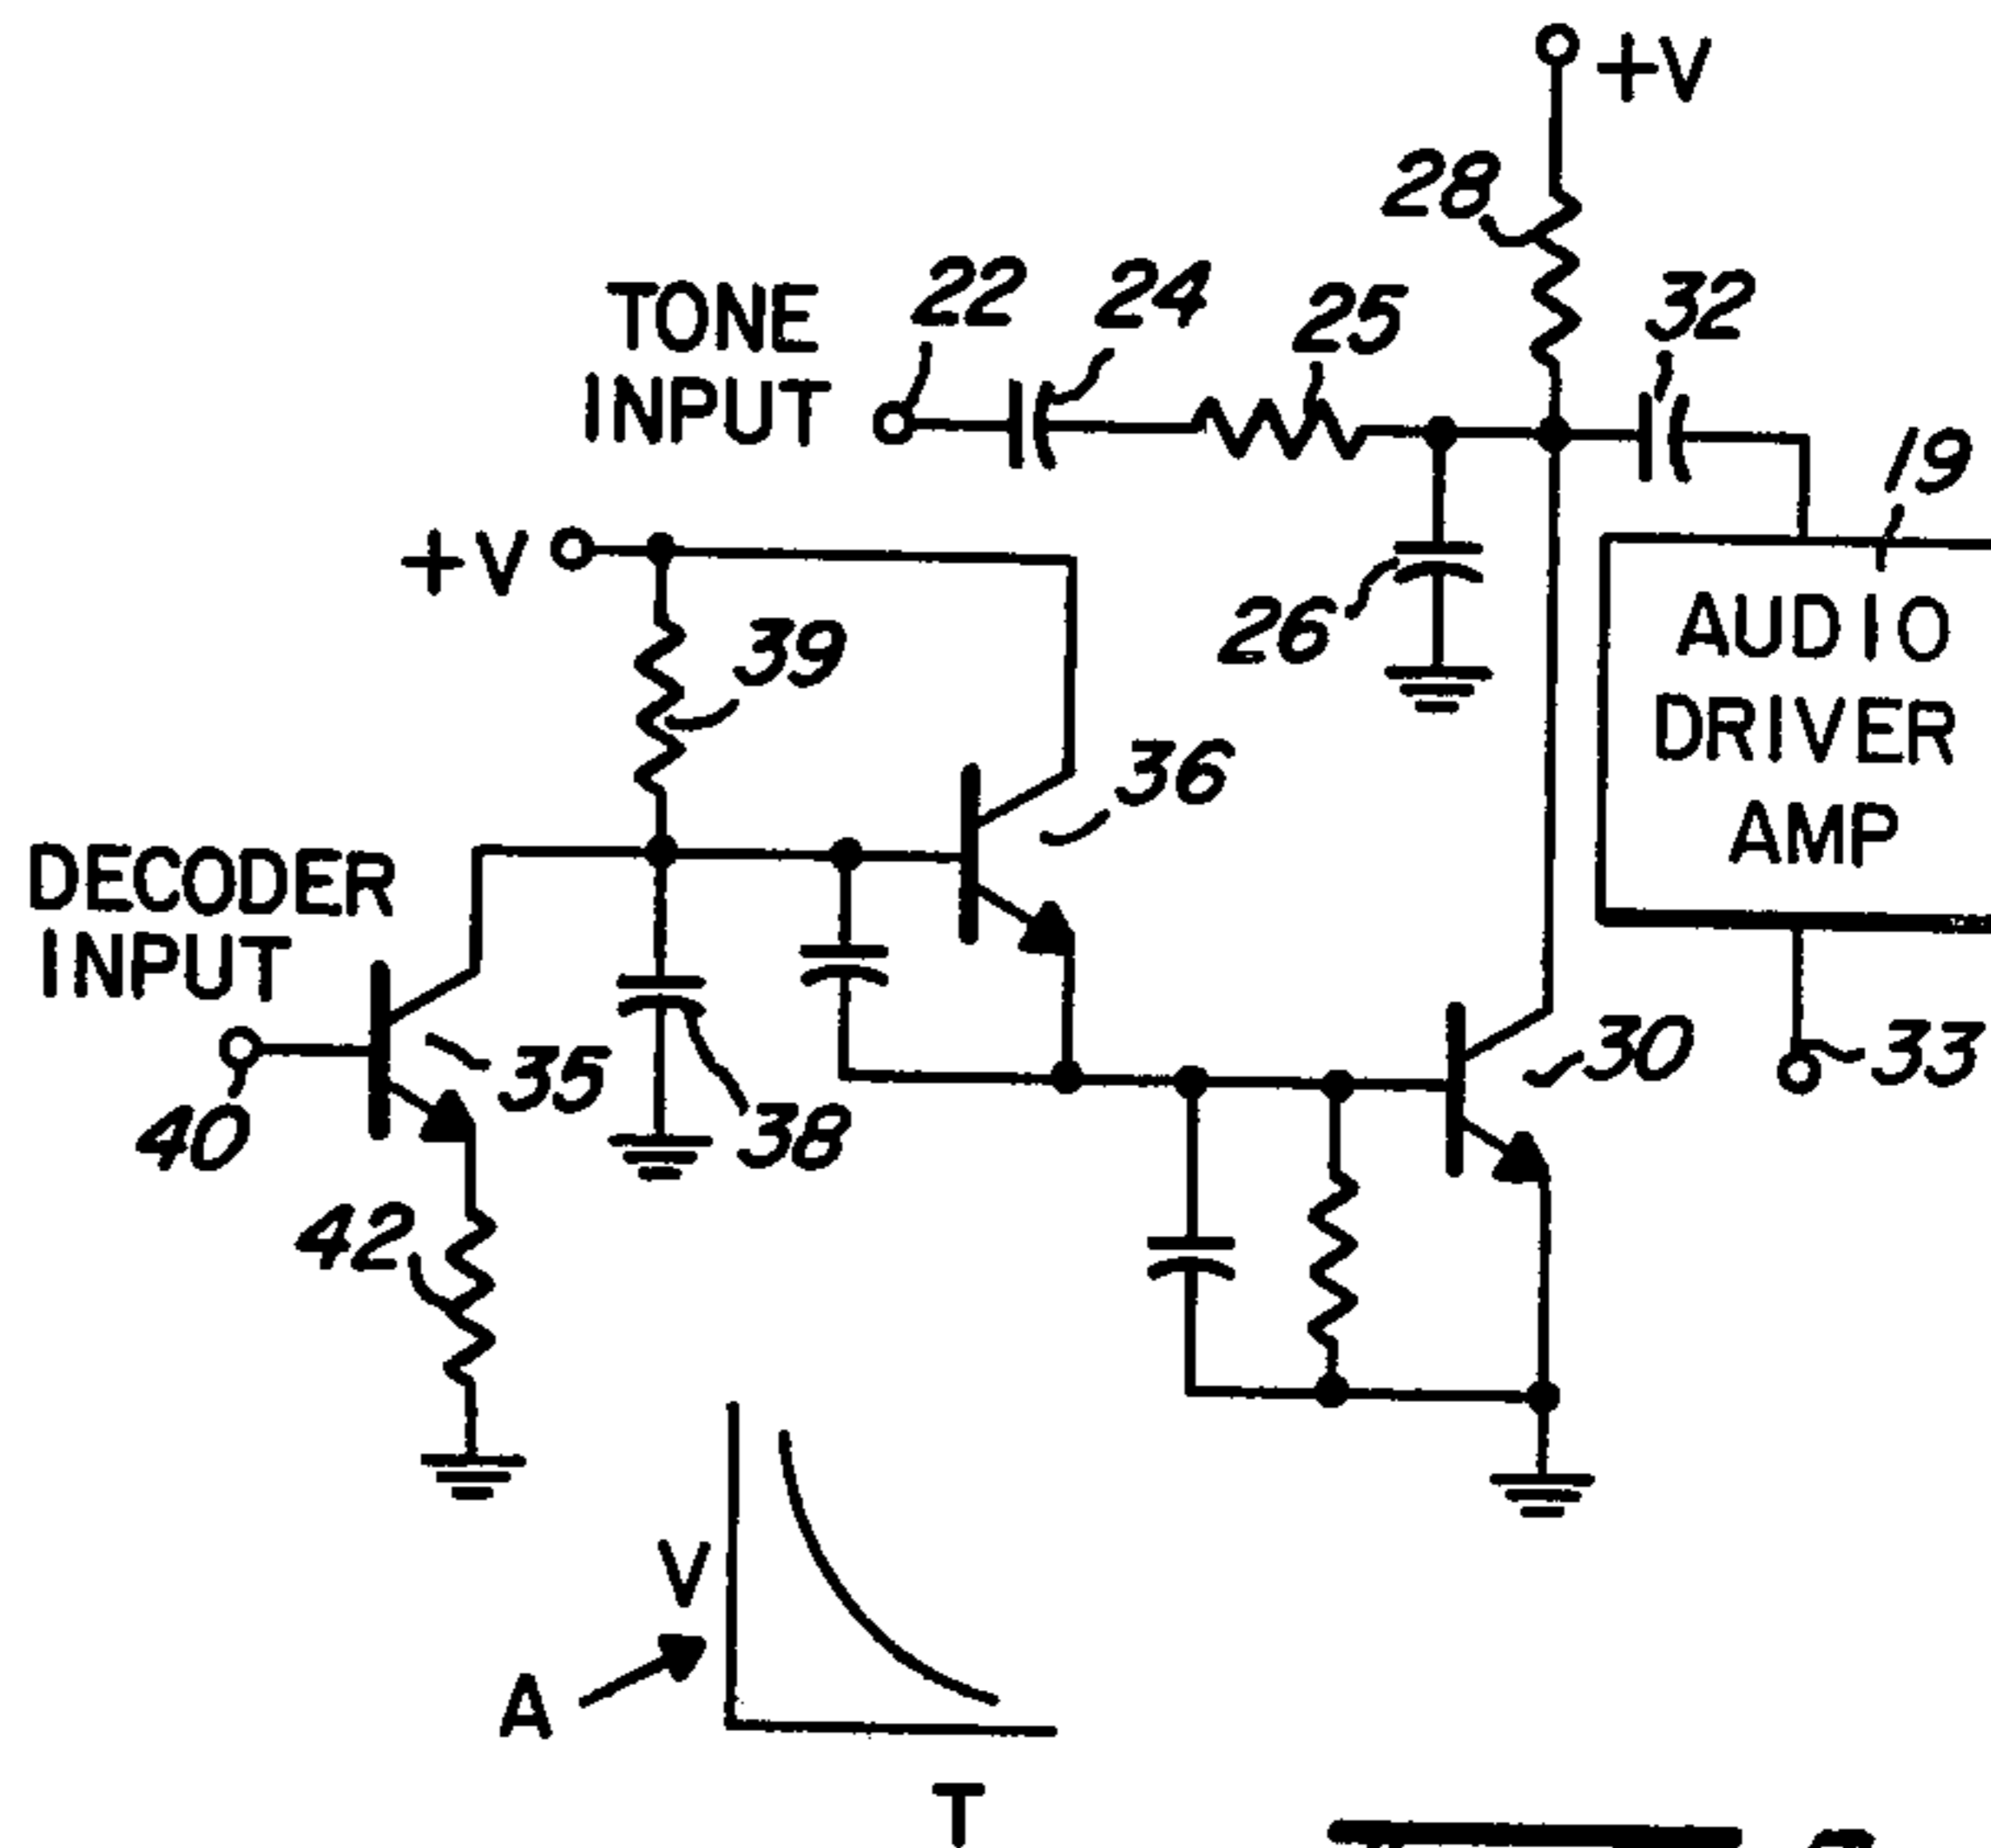 +V
28
TONE
INPUT
22
24
25
32
19
+V
39
26
AUDIO
DRIVER
AMP
36
DECODER
INPUT
40
35
38
30
33
42
V
A
T